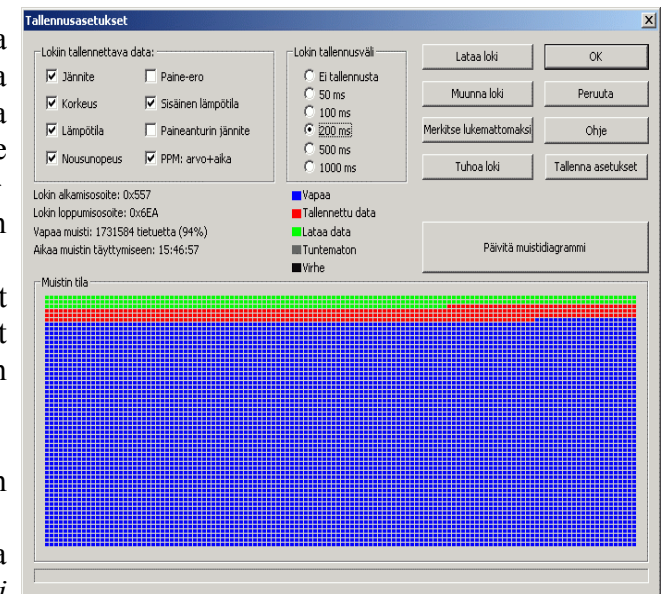 Tallennusasetukset
Lokiin tallennettava data:
Jännite
Paine-ero
Korkeus
Sisäinen lämpötila
Lämpötila
Paineanturin jännite
Nousunopeus
PPM: arvo+aika
Lokin tallennusväli
Ei tallennusta
50 ms
100 ms
200 ms
500 ms
1000 ms
Lataa loki
OK
Muunna loki
Peruuta
Merkitse lukemattomaksi
Ohje
Tuhoa loki
Tallenna asetukset
Lokin alkamisosoite: 0x557
Lokin loppumisosoite: 0x6EA
Vapaa muisti: 1731584 tietuetta (94%)
Aikaa muistin täyttymiseen: 15:46:57
Vapaa
Tallennettu data
Lataa data
Tuntematon
Virhe
Päivitä muistidiagrammi
Muistin tila